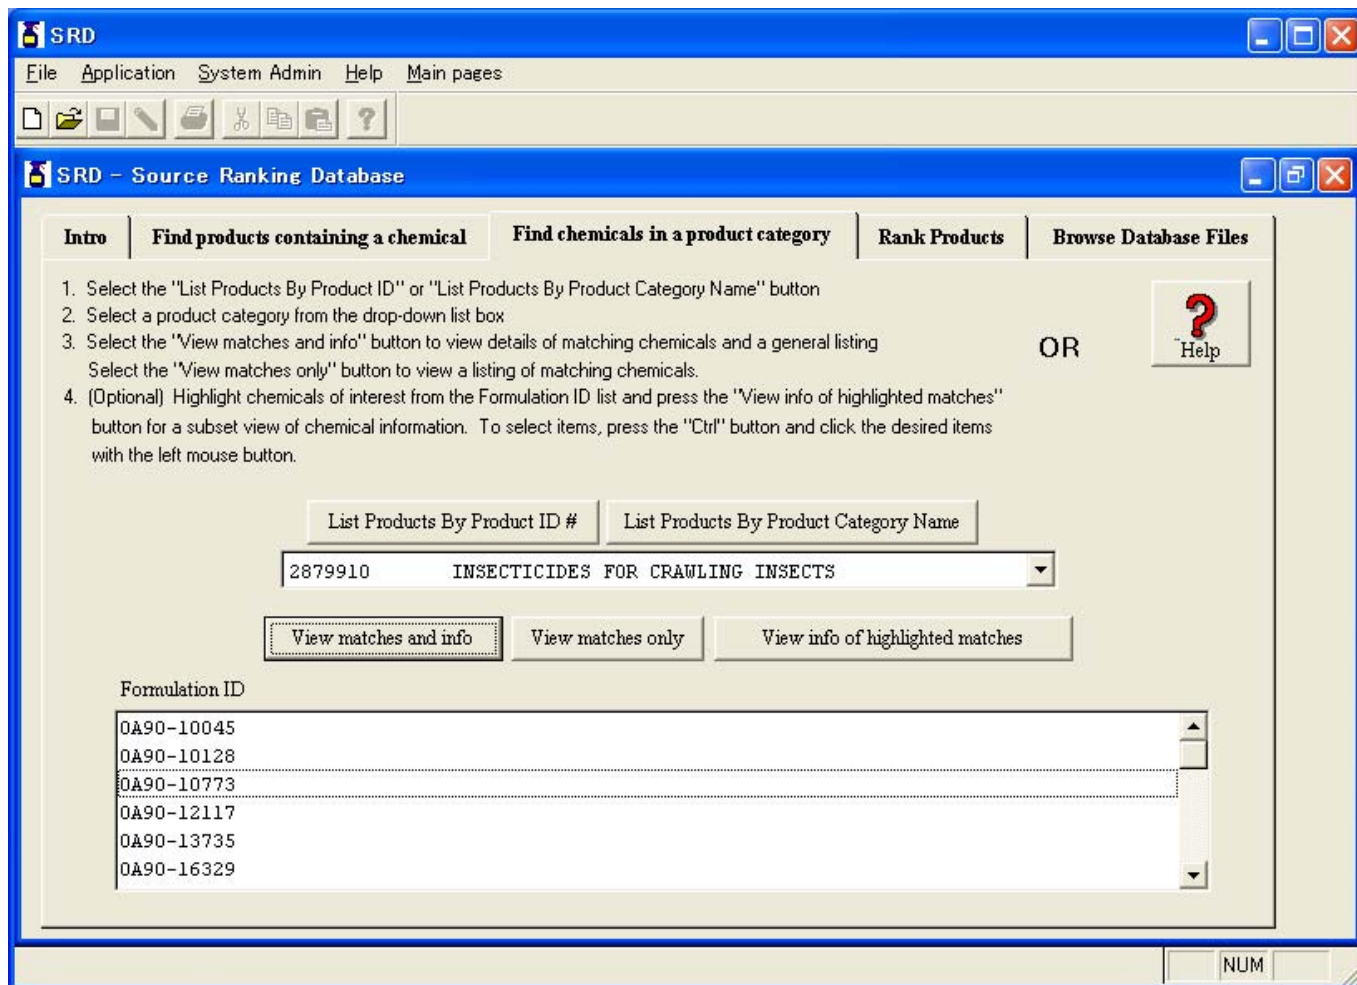 SRD
File Application System Admin Help Main pages
SRD - Source Ranking Database
Intro Find products containing a chemical Find chemicals in a product category Rank Products Browse Database Files
1. Select the "List Products By Product ID" or "List Products By Product Category Name" button
2. Select a product category from the drop-down list box
3. Select the "View matches and info" button to view details of matching chemicals and a general listing
Select the "View matches only" button to view a listing of matching chemicals.
4. (Optional) Highlight chemicals of interest from the Formulation ID list and press the "View info of highlighted matches"
button for a subset view of chemical information. To select items, press the "Ctrl" button and click the desired items
with the left mouse button.
OR
Help
List Products By Product ID # List Products By Product Category Name
2879910 INSECTICIDES FOR CRAWLING INSECTS
View matches and info View matches only View info of highlighted matches
Formulation ID
0A90-10045
0A90-10128
0A90-10773
0A90-12117
0A90-13735
0A90-16329
NUM